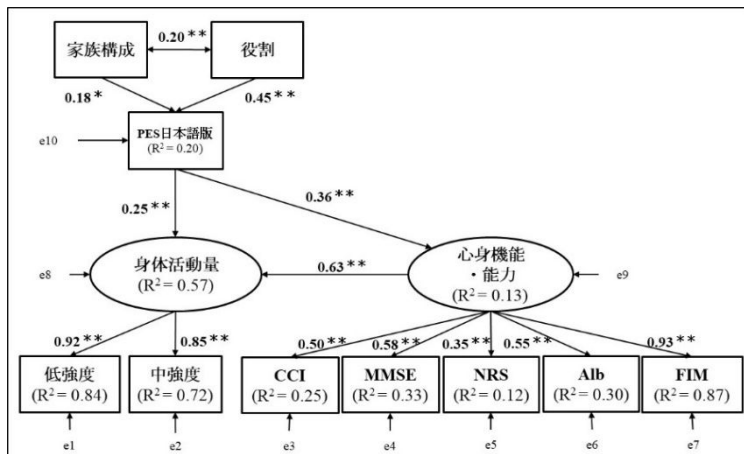 家族構成
0.20**
役割
0.18*
0.45**
e10
PES日本語版
(R² = 0.20)
0.25**
0.36**
e8
身体活動量
(R² = 0.57)
0.63**
心身機能
・能力
(R² = 0.13)
e9
0.92**
0.85**
0.50**
0.58**
0.35**
0.55**
0.93**
低強度
(R² = 0.84)
中強度
(R² = 0.72)
CCI
(R² = 0.25)
MMSE
(R² = 0.33)
NRS
(R² = 0.12)
Alb
(R² = 0.30)
FIM
(R² = 0.87)
e1
e2
e3
e4
e5
e6
e7